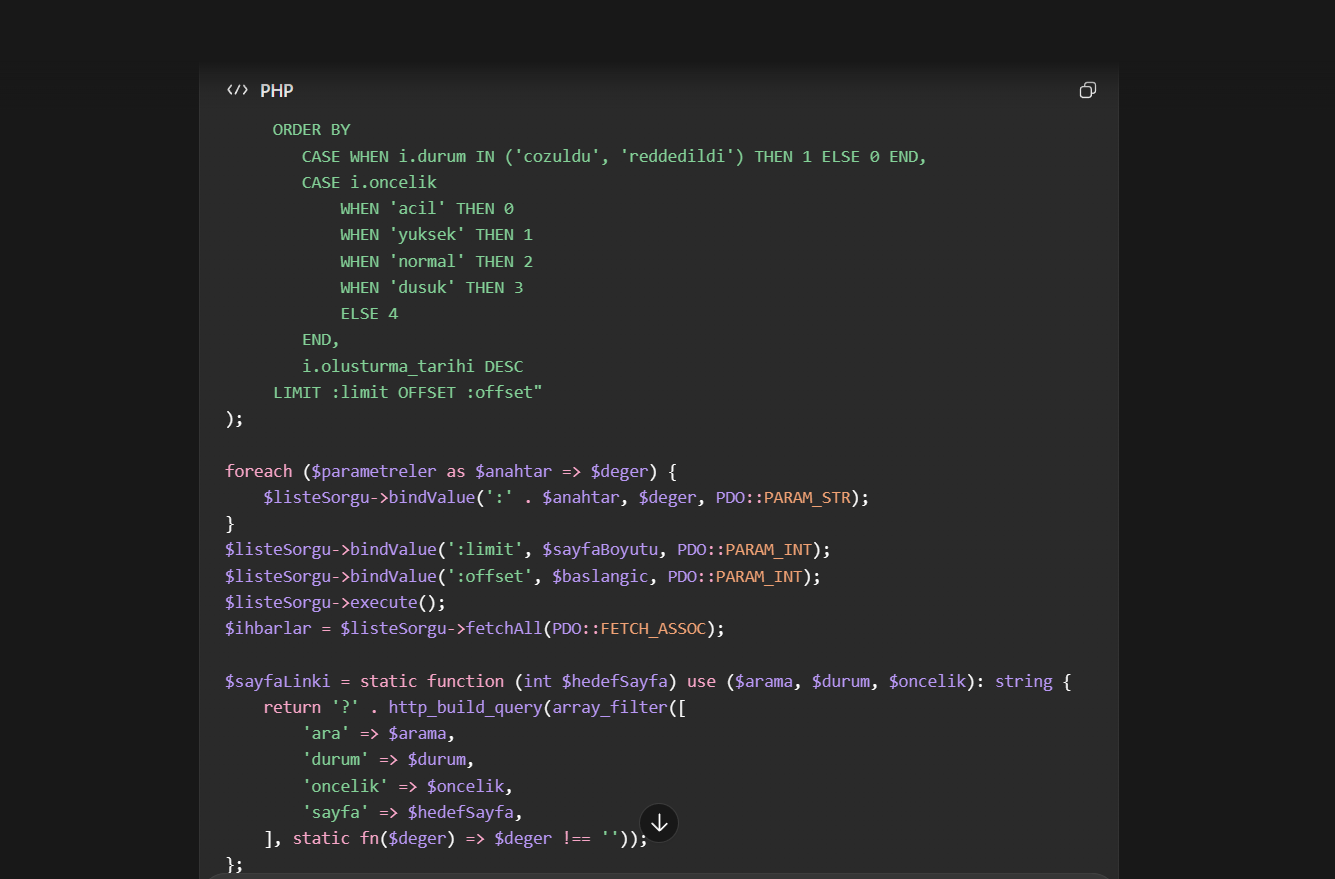 PHP
ORDER BY
CASE WHEN i.durum IN ('cozuldu', 'reddedildi') THEN 1 ELSE 0 END,
CASE i.oncelik
WHEN 'acil' THEN 0
WHEN 'yuksek' THEN 1
WHEN 'normal' THEN 2
WHEN 'dusuk' THEN 3
ELSE 4
END,
i.olusturma_tarihi DESC
LIMIT :limit OFFSET :offset"
);
foreach ($parametreler as $anahtar => $deger) {
$listeSorgu->bindValue(':' . $anahtar, $deger, PDO::PARAM_STR);
}
$listeSorgu->bindValue(':limit', $sayfaBoyutu, PDO::PARAM_INT);
$listeSorgu->bindValue(':offset', $baslangic, PDO::PARAM_INT);
$listeSorgu->execute();
$ihbarlar = $listeSorgu->fetchAll(PDO::FETCH_ASSOC);
$sayfaLinki = static function (int $hedefSayfa) use ($arama, $durum, $oncelik): string {
return '?' . http_build_query(array_filter([
'ara' => $arama,
'durum' => $durum,
'oncelik' => $oncelik,
'sayfa' => $hedefSayfa,
], static fn($deger) => $deger !== ''));
};